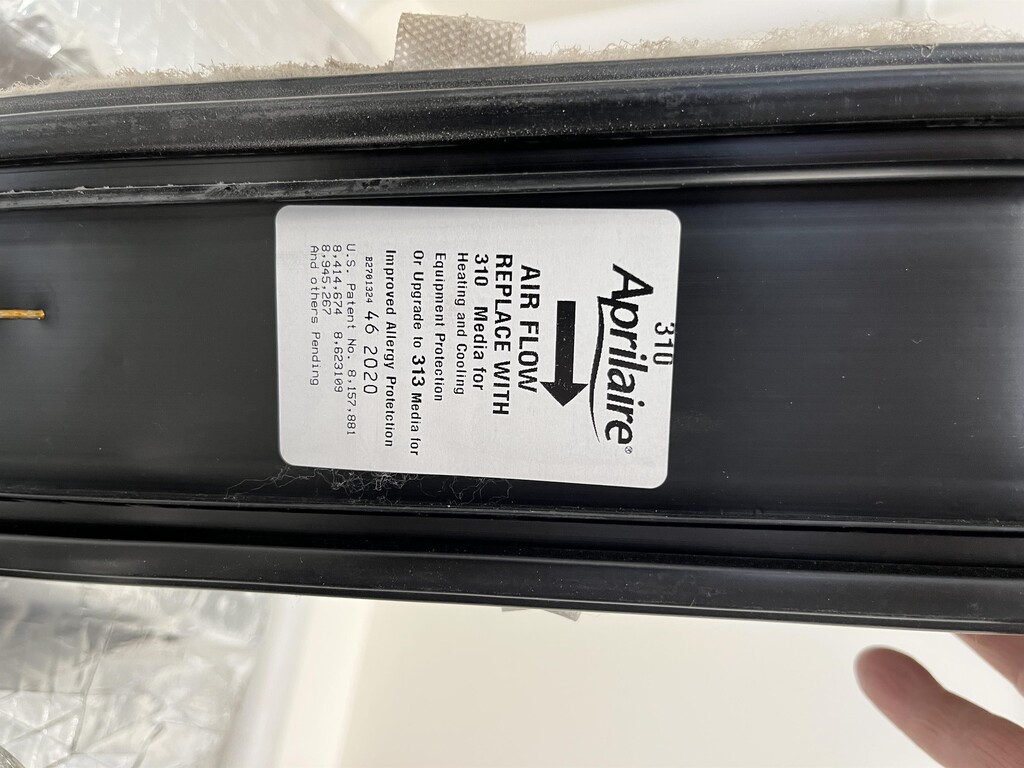 310
Aprilaire®
AIR FLOW
REPLACE WITH
310 Media for
Heating and Cooling
Equipment Protection
Or Upgrade to 313 Media for
Improved Allergy Protetction
B2701324 46 2020
U.S. Patent No. 8,157,881
8,414,674 8,623109
8,945,267
And others Pending